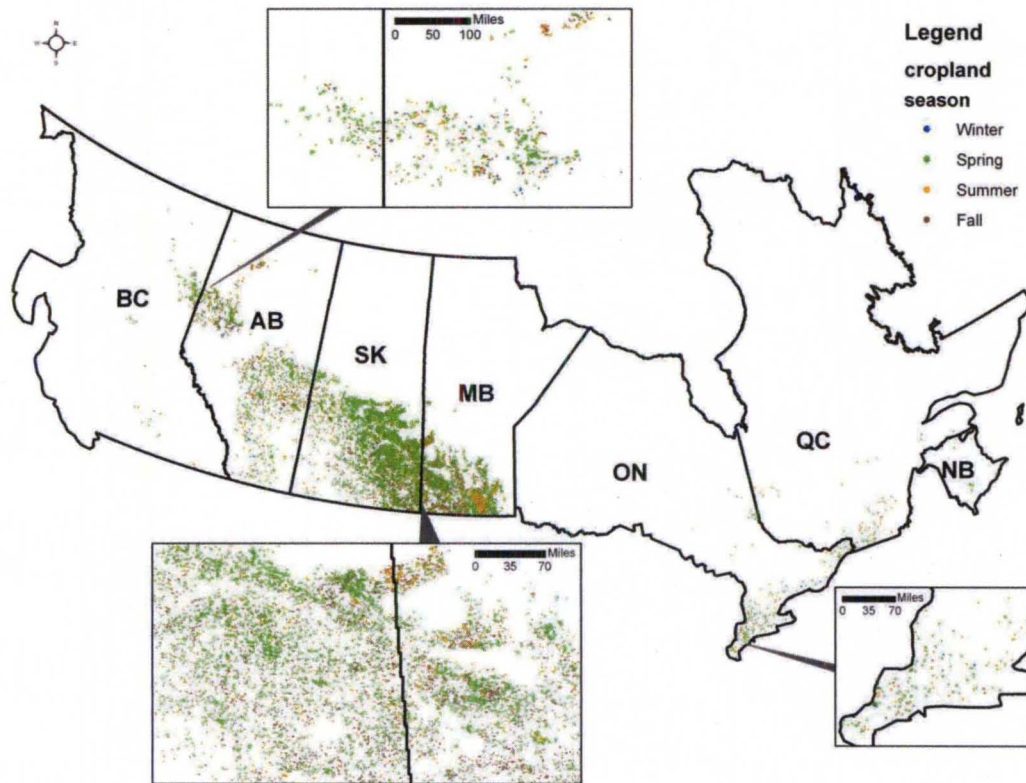 N
W E
S
Miles
0 50 100
Legend
cropland
season
Winter
Spring
Summer
Fall
BC
AB
SK
MB
ON
QC
NB
Miles
0 35 70
Miles
0 35 70